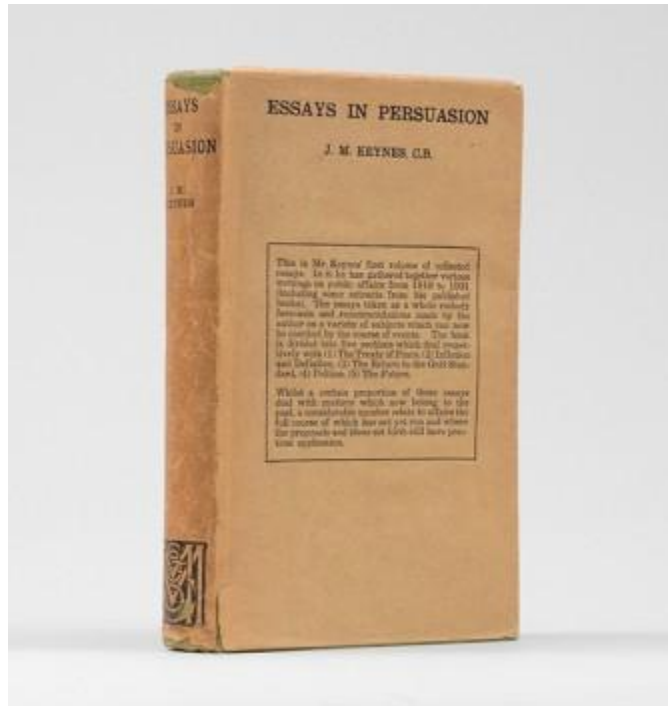 ESSAYS IN PERSUASION
J. M. KEYNES, C.B.
This is Mr Keynes' first volume of collected
essays. In it he has gathered together various
writings on public affairs from 1919 to 1931
(including some extracts from his published
books). The essays taken as a whole embody
forecasts and recommendations made by the
author on a variety of subjects which can now
be checked by the course of events. The book
is divided into five sections which deal
with (1) The Treaty of Peace, (2) Inflation
and Deflation, (3) The Return to the Gold Stan-
dard, (4) Politics, (5) The Future.
Whilst a certain proportion of these essays
deal with matters which now belong to the
past, a considerable number relate to affairs the
full course of which has not yet run and where
the proposals and ideas set forth still have
application.
SSAYS
IN
SUASION
J. M.